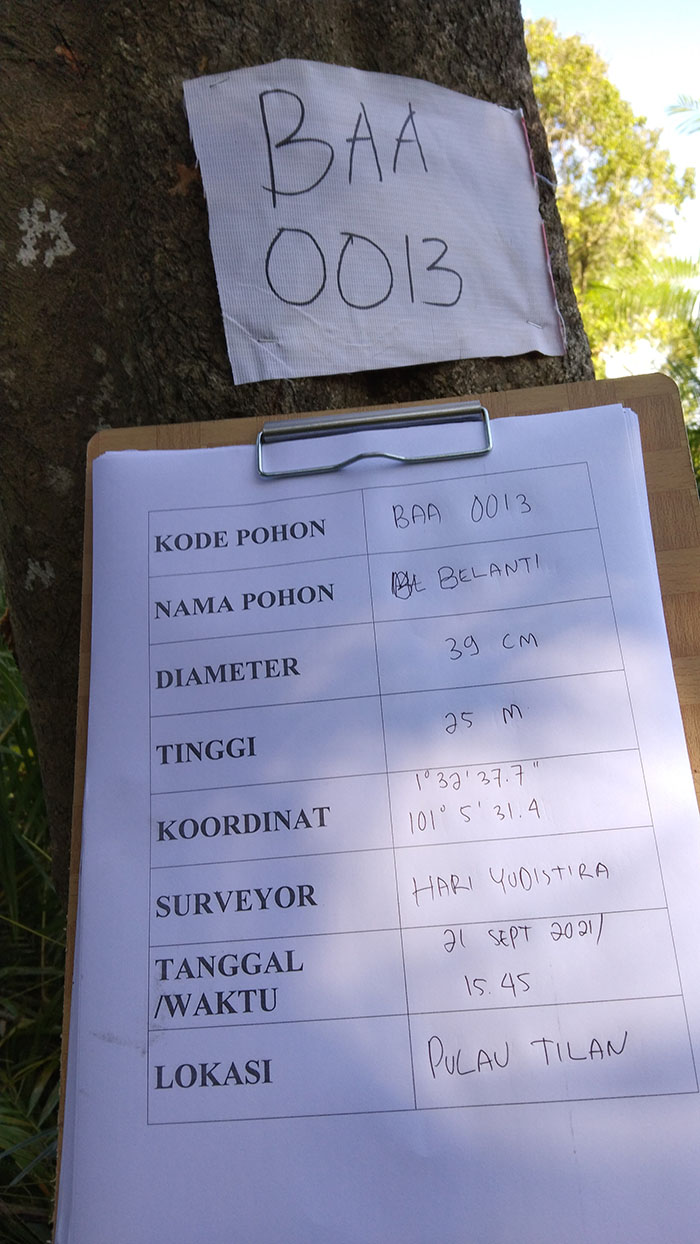 BAA
0013
KODE POHON BAA 0013
NAMA POHON BELANTI
DIAMETER 39 CM
TINGGI 25 M
KOORDINAT 1° 32' 37.7"
101° 5' 31.4
SURVEYOR HARI YUDISTIRA
TANGGAL 21 SEPT 2021/
/WAKTU 15.45
LOKASI PULAU TILAN